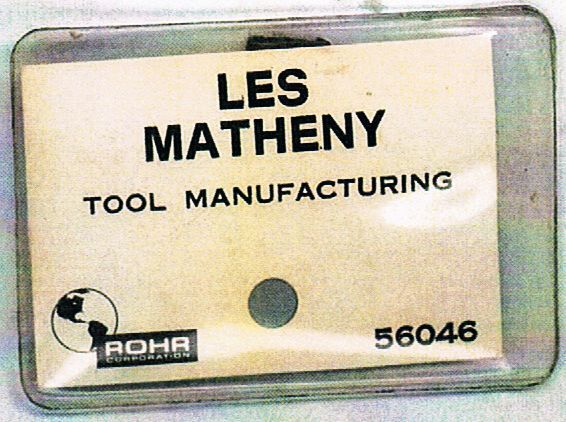 LES
MATHENY
TOOL MANUFACTURING
ROHR
CORPORATION
56046